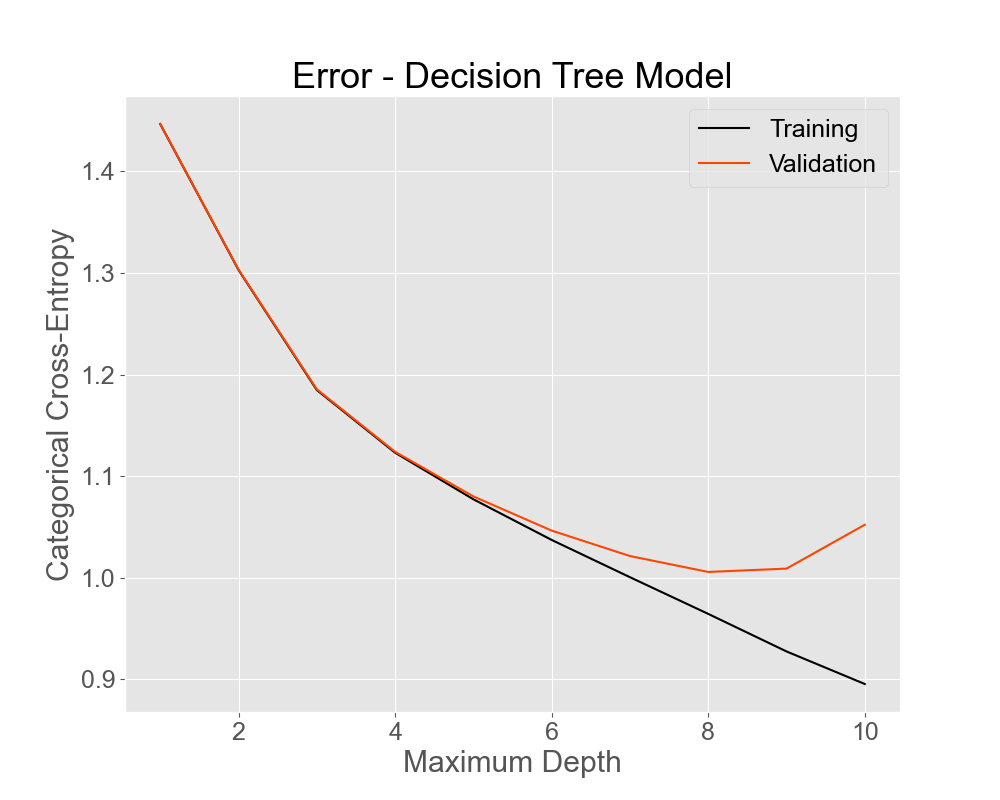 Error - Decision Tree Model
Training
Validation
1.4
1.3
1.2
1.1
1.0
0.9
Categorical Cross-Entropy
2 4 6 8 10
Maximum Depth